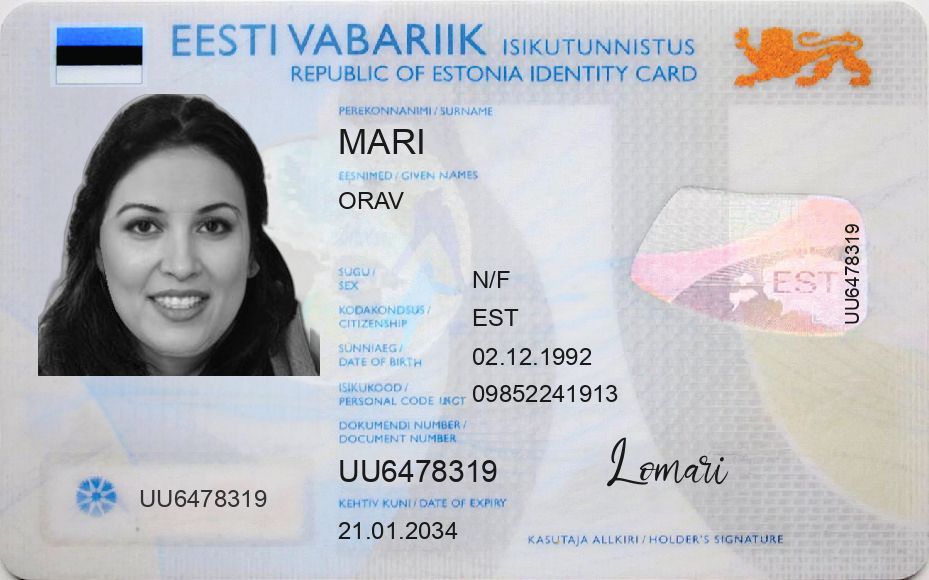 EESTI VABARIIK ISIKUTUNNISTUS
REPUBLIC OF ESTONIA IDENTITY CARD
PEREKONNANIMI / SURNAME
MARI
EESNIMED / GIVEN NAMES
ORAV
SUGU /
SEX
N/F
KODAKONDSUS /
CITIZENSHIP
EST
SÜNNIAEG /
DATE OF BIRTH
02.12.1992
ISIKUKOOD /
PERSONAL CODE
09852241913
DOKUMENDI NUMBER /
DOCUMENT NUMBER
UU6478319
KEHTIV KUNI / DATE OF EXPIRY
21.01.2034
UU6478319
EST
UU6478319
Lomari
KASUTAJA ALLKIRI / HOLDER'S SIGNATURE